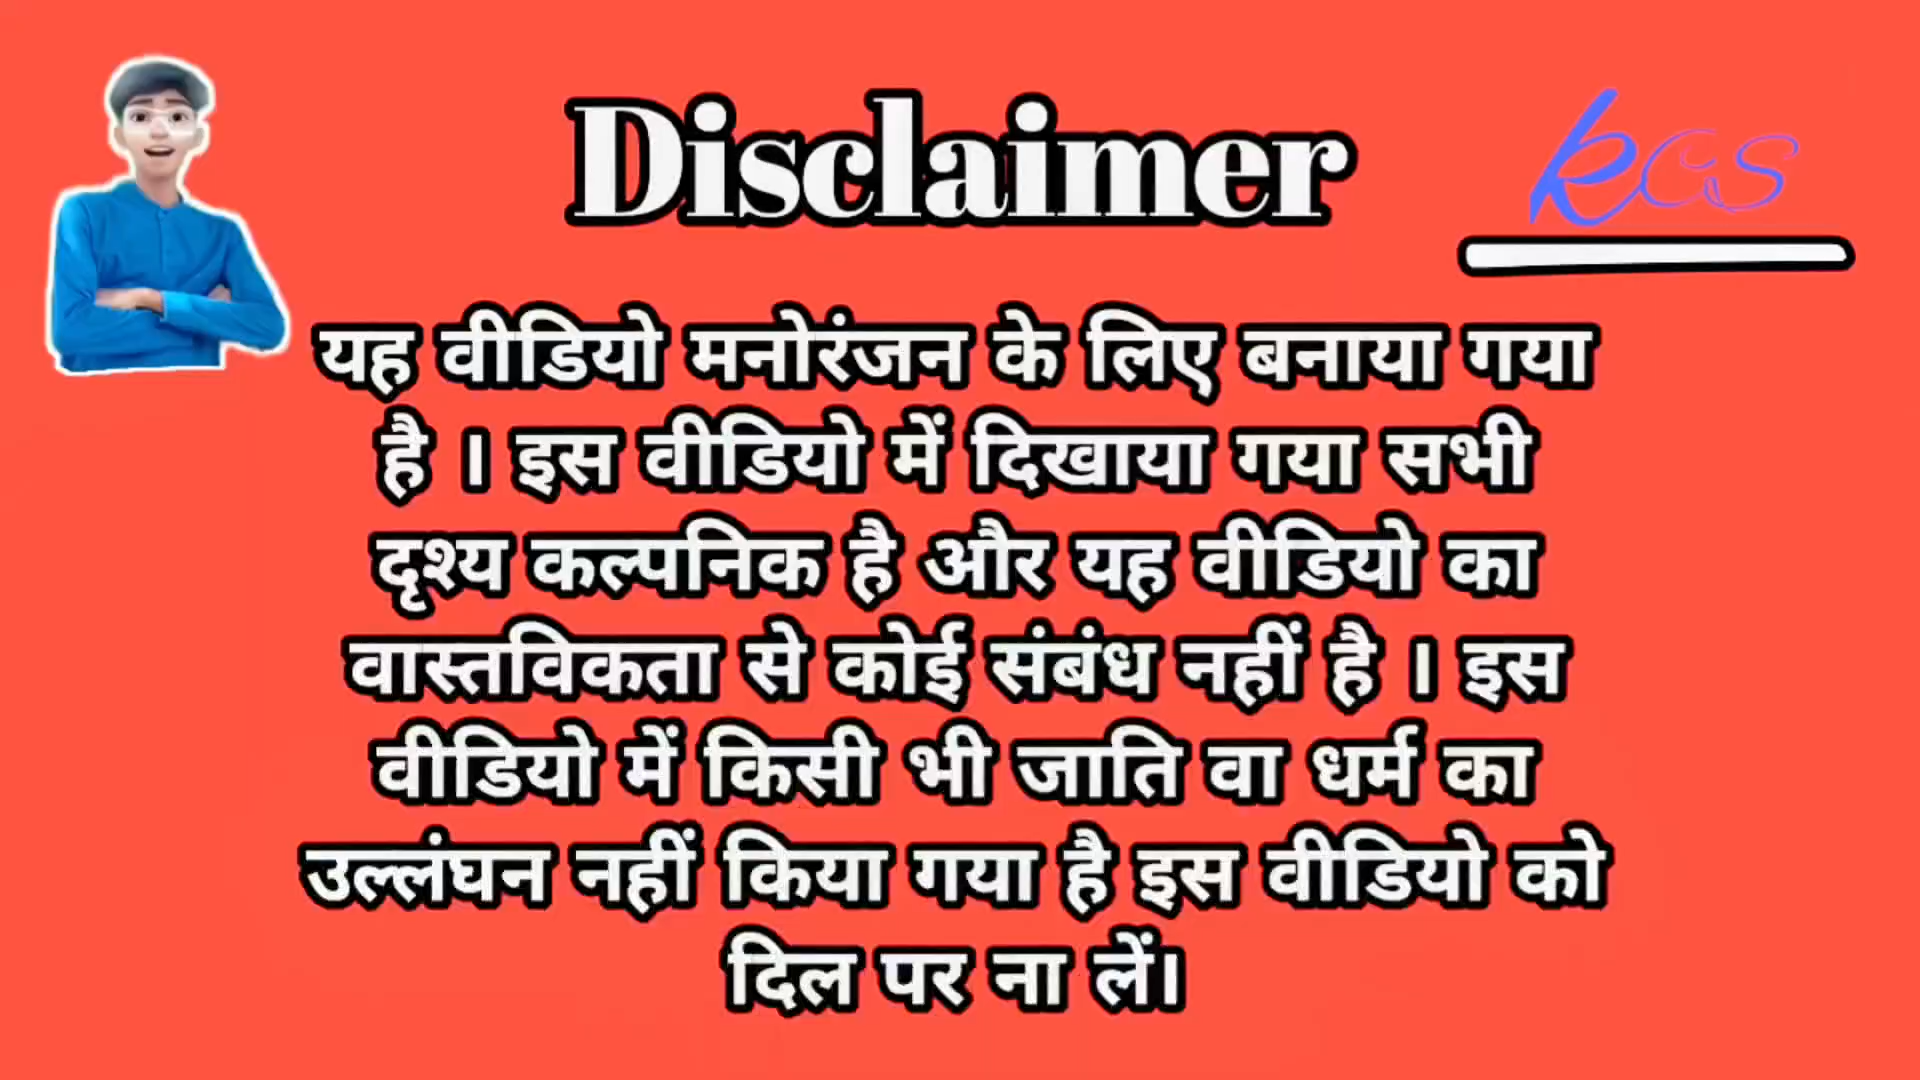 Disclaimer
kcs
यह वीडियो मनोरंजन के लिए बनाया गया
है । इस वीडियो में दिखाया गया सभी
दृश्य कल्पनिक है और यह वीडियो का
वास्तविकता से कोई संबंध नहीं है । इस
वीडियो में किसी भी जाति वा धर्म का
उल्लंघन नहीं किया गया है इस वीडियो को
दिल पर ना लें।